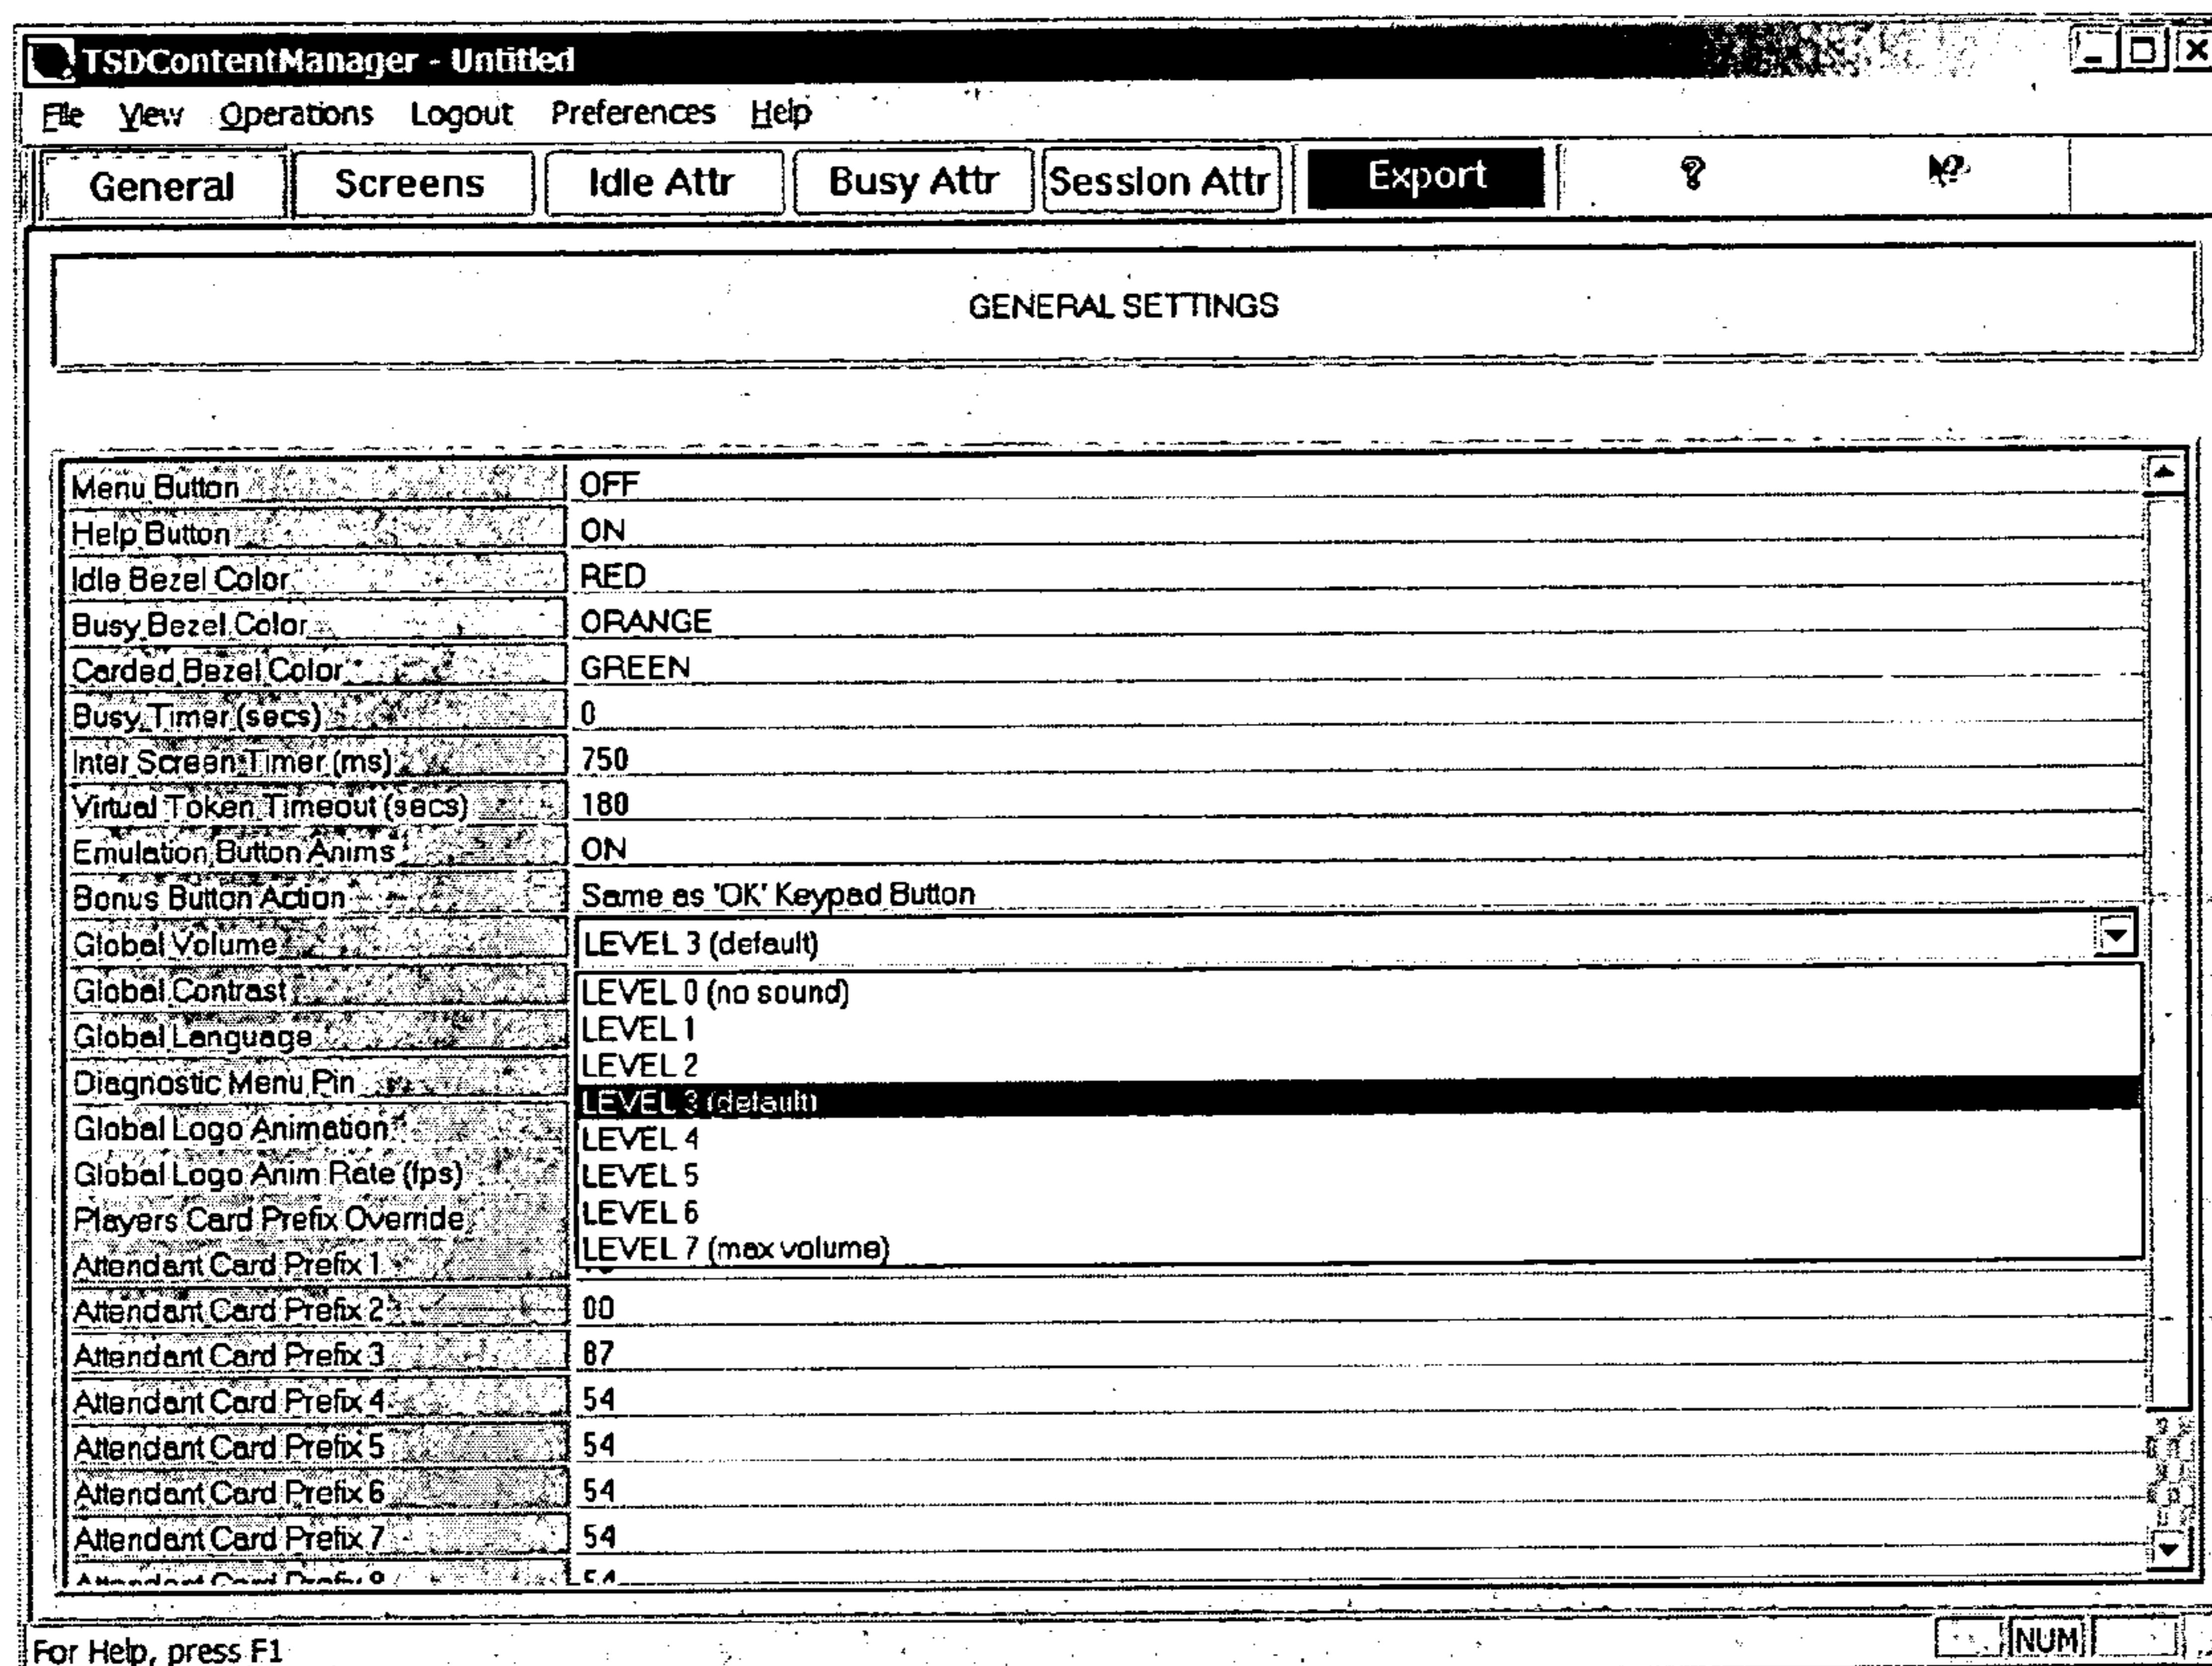 TSDContentManager - Untitled
File View Operations Logout Preferences Help
General Screens Idle Attr Busy Attr Session Attr Export ?
GENERAL SETTINGS
Menu Button OFF
Help Button ON
Idle Bezel Color RED
Busy Bezel Color ORANGE
Carded Bezel Color GREEN
Busy Timer (secs) 0
Inter Screen Timer (ms) 750
Virtual Token Timeout (secs) 180
Emulation Button Anims ON
Bonus Button Action Same as 'OK' Keypad Button
Global Volume LEVEL 3 (default)
Global Contrast LEVEL 0 (no sound)
Global Language LEVEL 1
LEVEL 2
Diagnostic Menu Pin LEVEL 3 (default)
Global Logo Animation LEVEL 4
Global Logo Anim Rate (fps) LEVEL 5
Players Card Prefix Override LEVEL 6
Attendant Card Prefix 1 LEVEL 7 (max volume)
Attendant Card Prefix 2 00
Attendant Card Prefix 3 87
Attendant Card Prefix 4 54
Attendant Card Prefix 5 54
Attendant Card Prefix 6 54
Attendant Card Prefix 7 54
Attendant Card Prefix 8 54
For Help, press F1 NUM